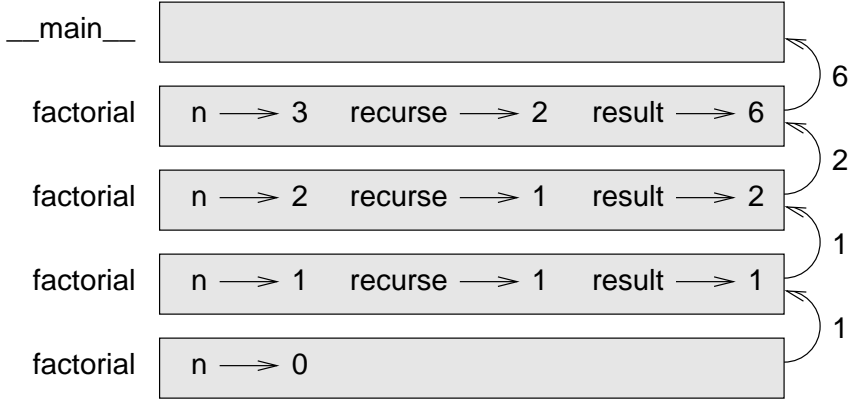 __main__
6
factorial n 3 recurse 2 result 6
2
factorial n 2 recurse 1 result 2
1
factorial n 1 recurse 1 result 1
1
factorial n 0